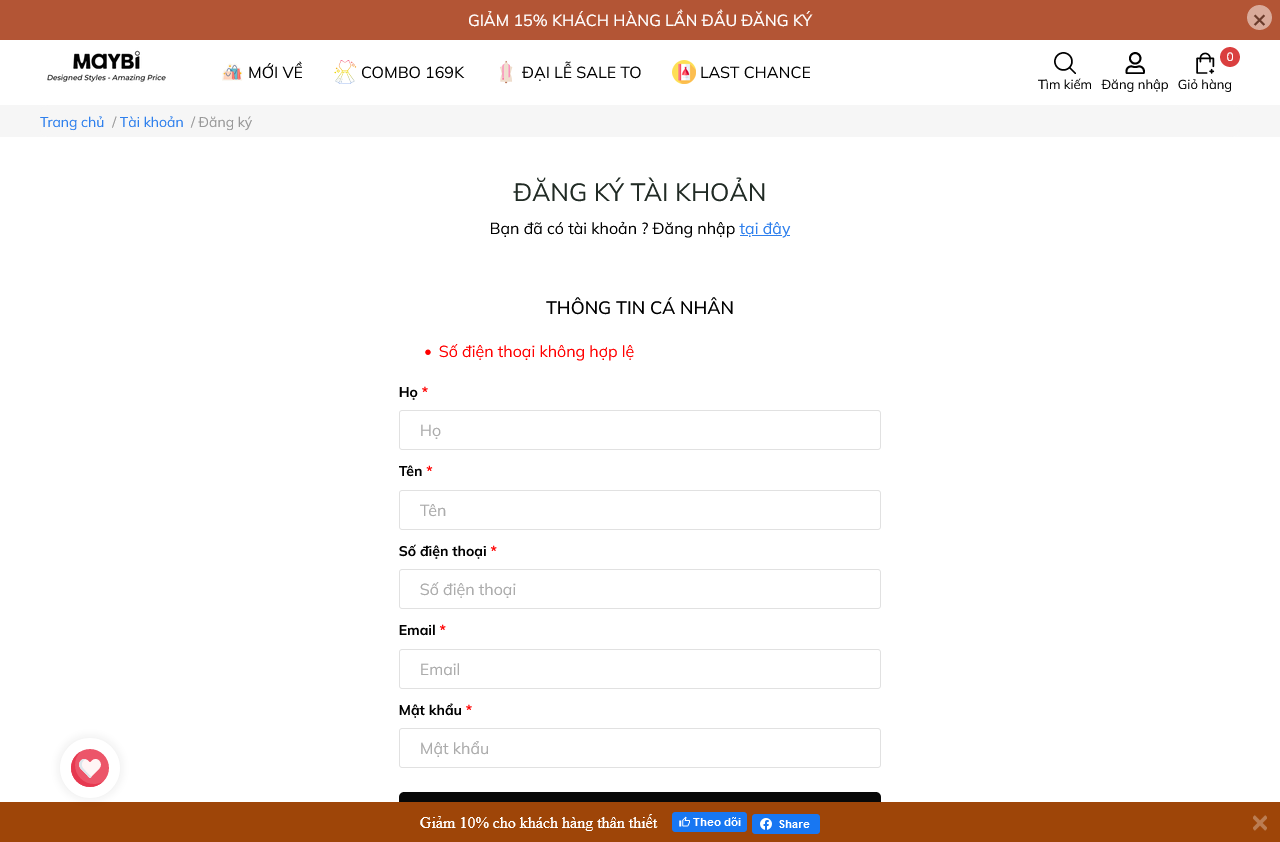 GIẢM 15% KHÁCH HÀNG LẦN ĐẦU ĐĂNG KÝ
MAYBI
Designed Styles - Amazing Price
MỚI VỀ
COMBO 169K
ĐẠI LỄ SALE TO
LAST CHANCE
Tìm kiếm
Đăng nhập
0
Giỏ hàng
Trang chủ / Tài khoản / Đăng ký
ĐĂNG KÝ TÀI KHOẢN
Bạn đã có tài khoản ? Đăng nhập tại đây
THÔNG TIN CÁ NHÂN
• Số điện thoại không hợp lệ
Họ *
Họ
Tên *
Tên
Số điện thoại *
Số điện thoại
Email *
Email
Mật khẩu *
Mật khẩu
Giảm 10% cho khách hàng thân thiết
Theo dõi
Share